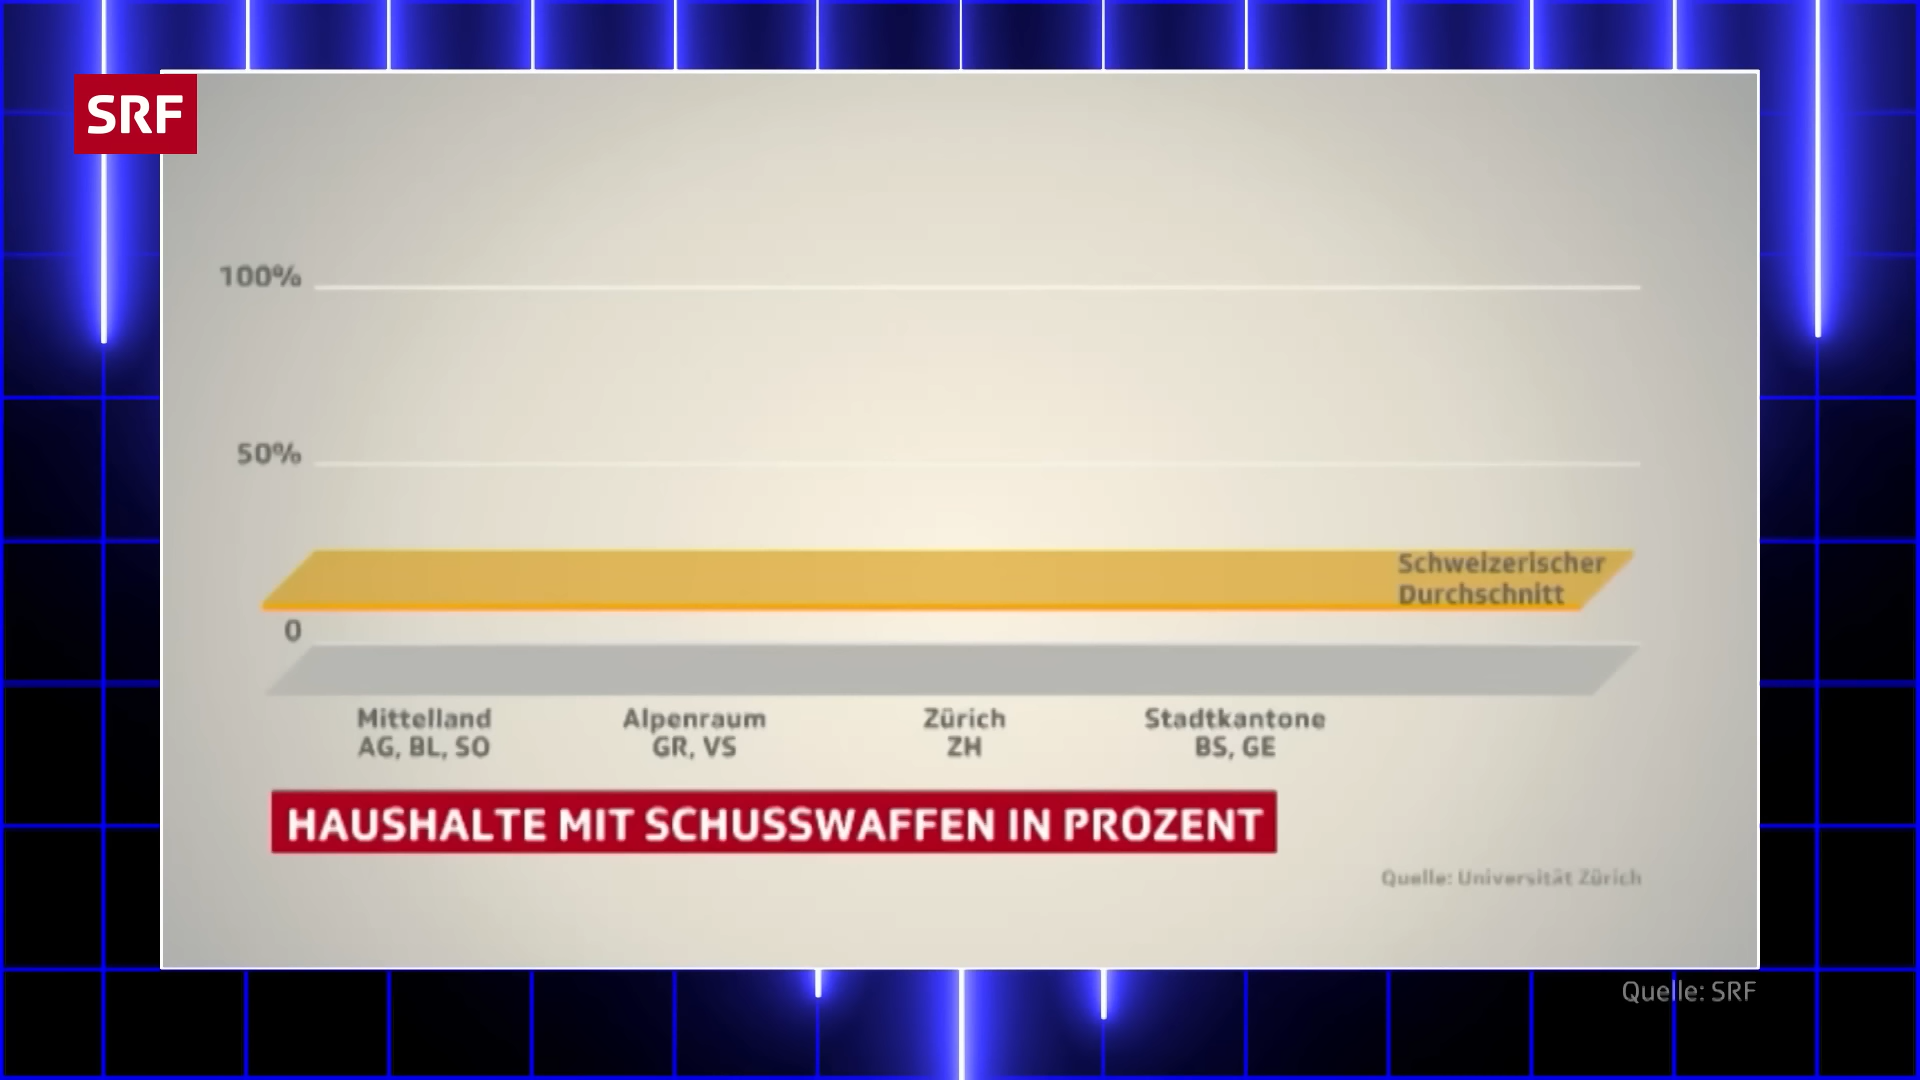 SRF
100%
50%
Schweizerischer
Durchschnitt
0
Mittelland
AG, BL, SO
Alpenraum
GR, VS
Zürich
ZH
Stadtkantone
BS, GE
HAUSHALTE MIT SCHUSSWAFFEN IN PROZENT
Quelle: Universität Zürich
Quelle: SRF